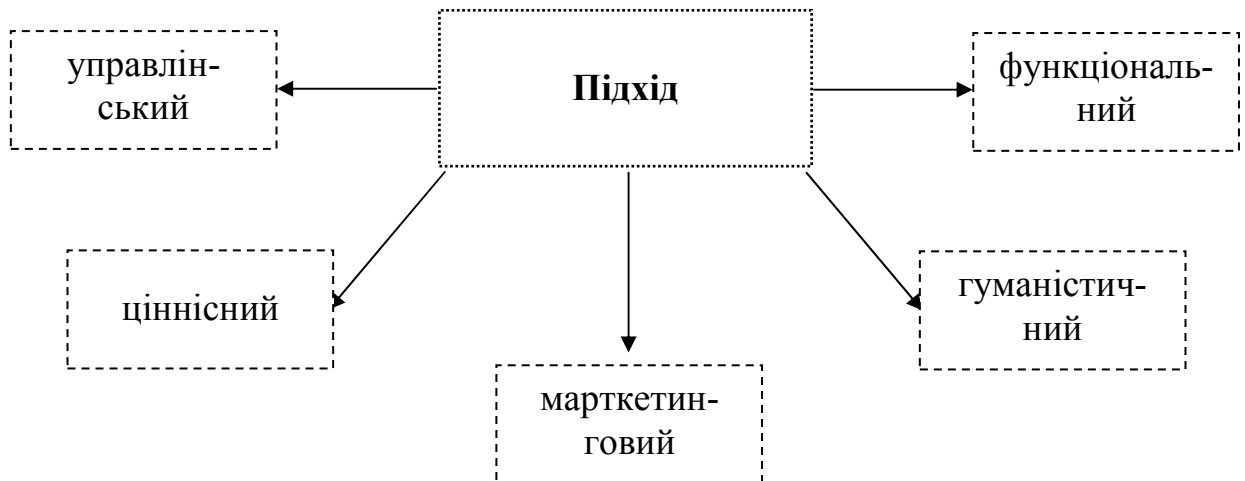 управлін-
ський
Підхід
функціональ-
ний
ціннісний
гуманістич-
ний
марткетин-
говий